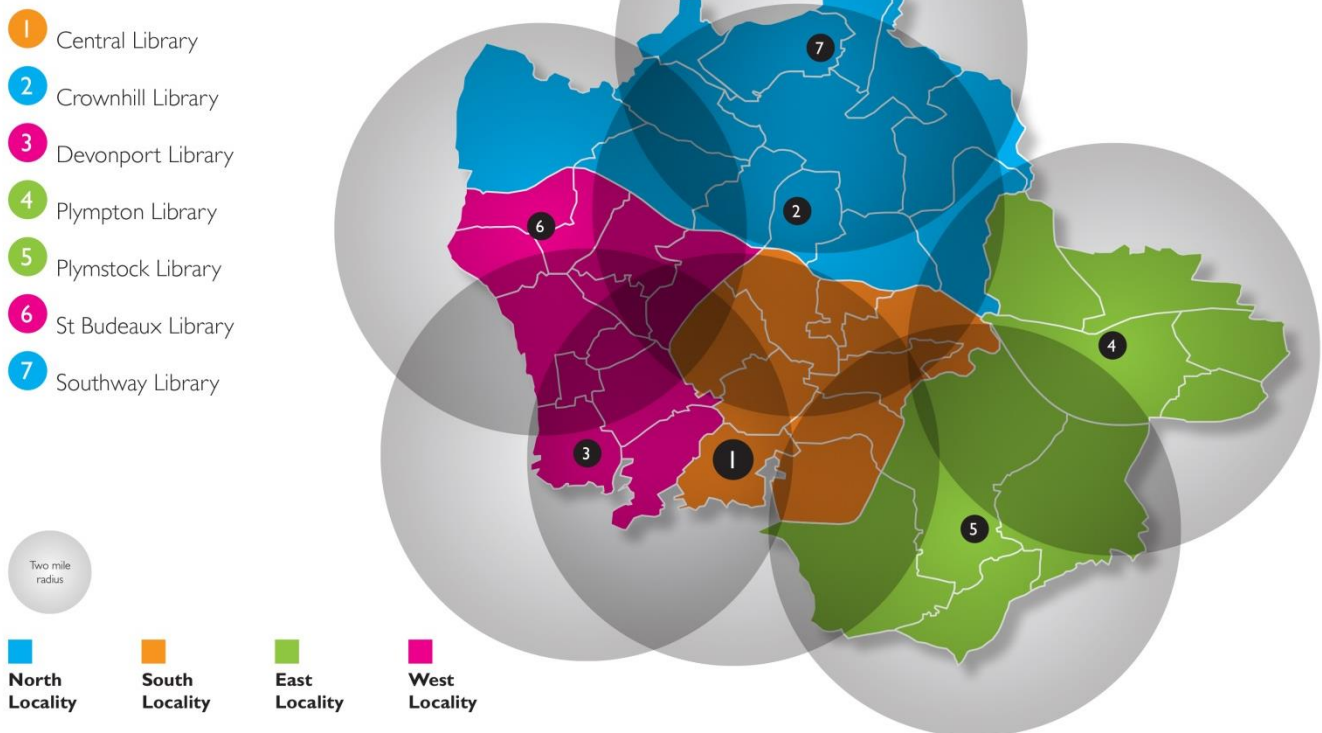 1 Central Library
2 Crownhill Library
3 Devonport Library
4 Plympton Library
5 Plymstock Library
6 St Budeaux Library
7 Southway Library
7
2
6
4
3
1
5
Two mile
radius
North
Locality
South
Locality
East
Locality
West
Locality